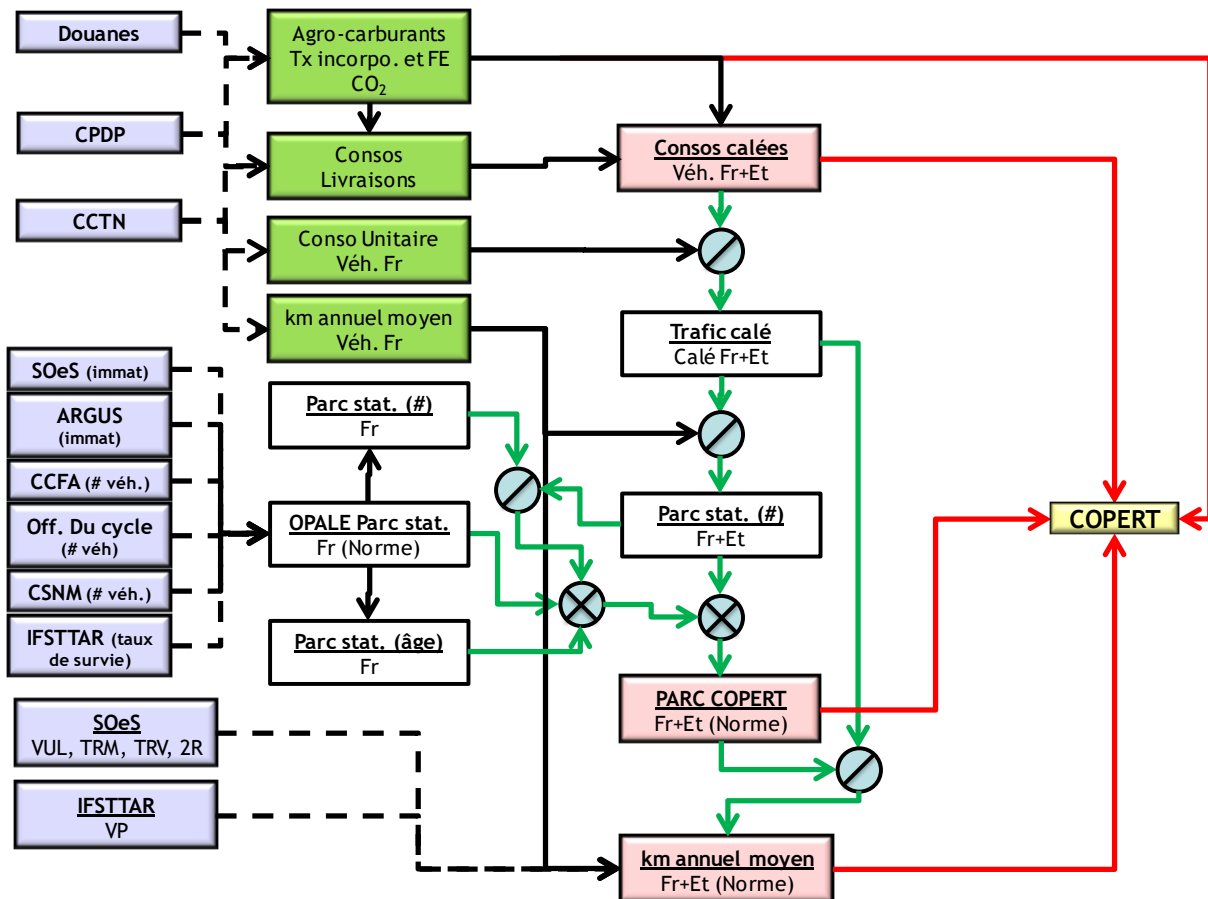 Douanes
CPDP
CCTN
Agro-carburants
Tx incorpo. et FE
CO₂
Consos
Livraisons
Conso Unitaire
Véh. Fr
km annuel moyen
Véh. Fr
Consos calées
Véh. Fr+Et
Trafic calé
Calé Fr+Et
SOeS (immat)
ARGUS
(immat)
CCFA (# véh.)
Off. Du cycle
(# véh)
CSNM (# véh.)
IFSTTAR (taux
de survie)
Parc stat. (#)
Fr
OPALE Parc stat.
Fr (Norme)
Parc stat. (âge)
Fr
Parc stat. (#)
Fr+Et
COPERT
PARC COPERT
Fr+Et (Norme)
SOeS
VUL, TRM, TRV, 2R
IFSTTAR
VP
km annuel moyen
Fr+Et (Norme)